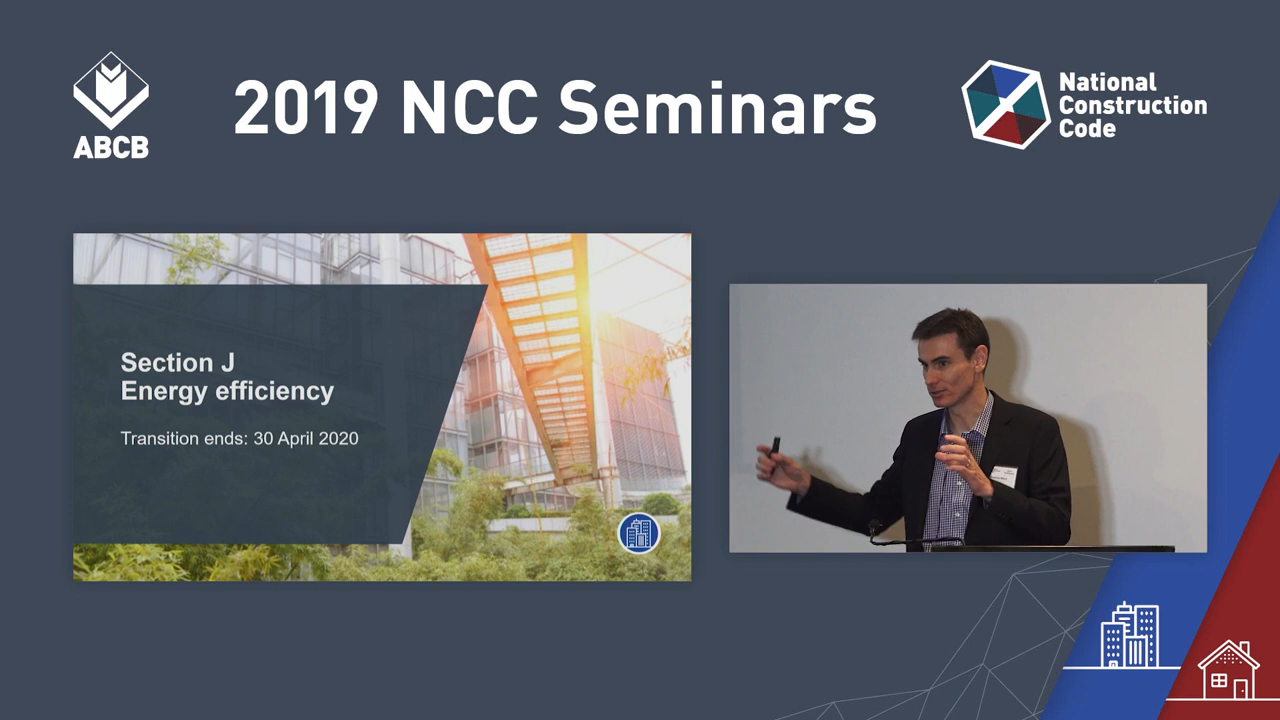 ABCB
2019 NCC Seminars
National
Construction
Code
Section J
Energy efficiency
Transition ends: 30 April 2020